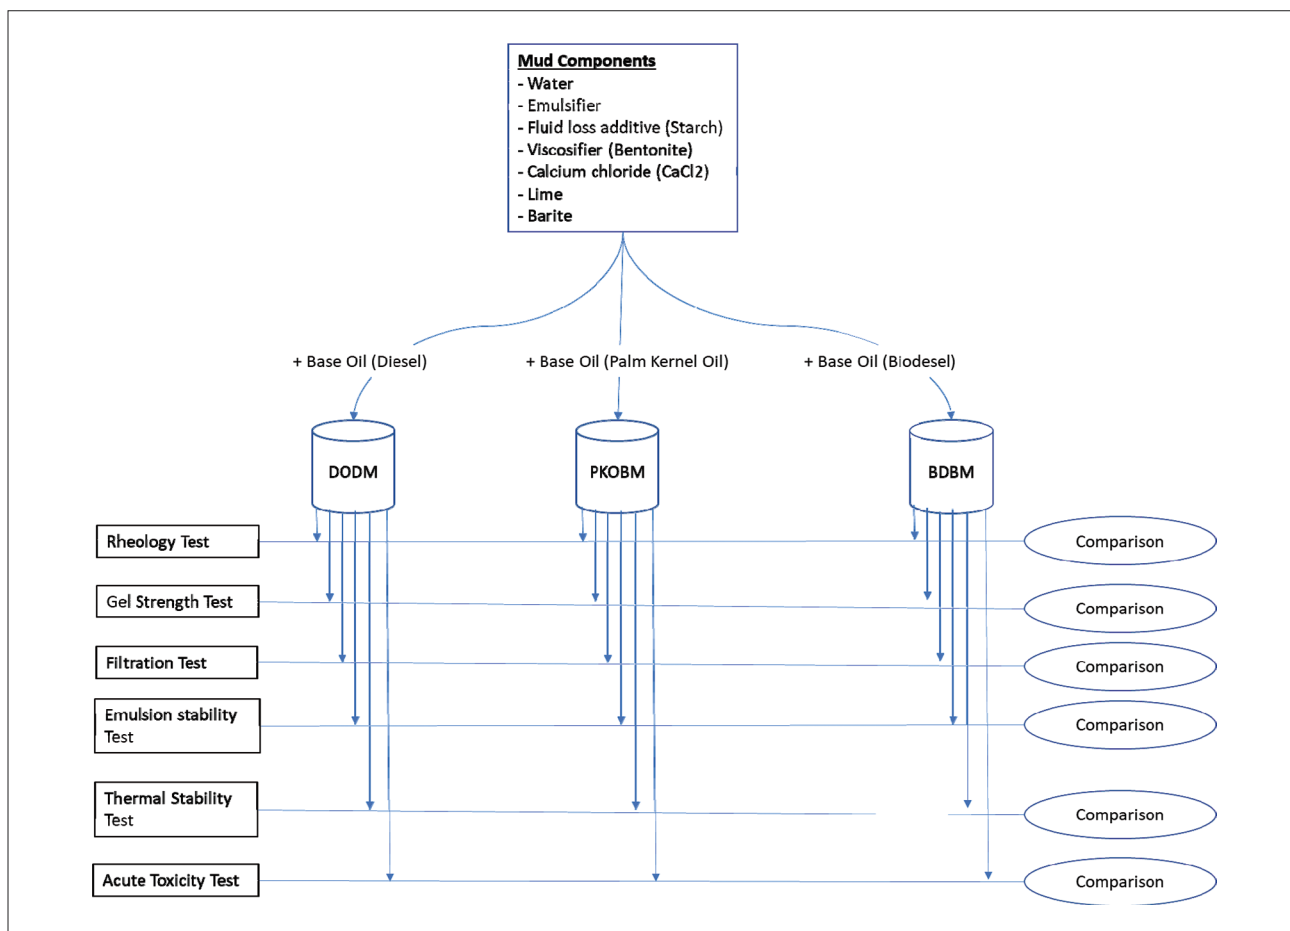 Mud Components
- Water
- Emulsifier
- Fluid loss additive (Starch)
- Viscosifier (Bentonite)
- Calcium chloride (CaCl2)
- Lime
- Barite
+ Base Oil (Diesel)
+ Base Oil (Palm Kernel Oil)
+ Base Oil (Biodesel)
DODM
PKOBM
BDBM
Rheology Test
Comparison
Gel Strength Test
Comparison
Filtration Test
Comparison
Emulsion stability
Test
Comparison
Thermal Stability
Test
Comparison
Acute Toxicity Test
Comparison